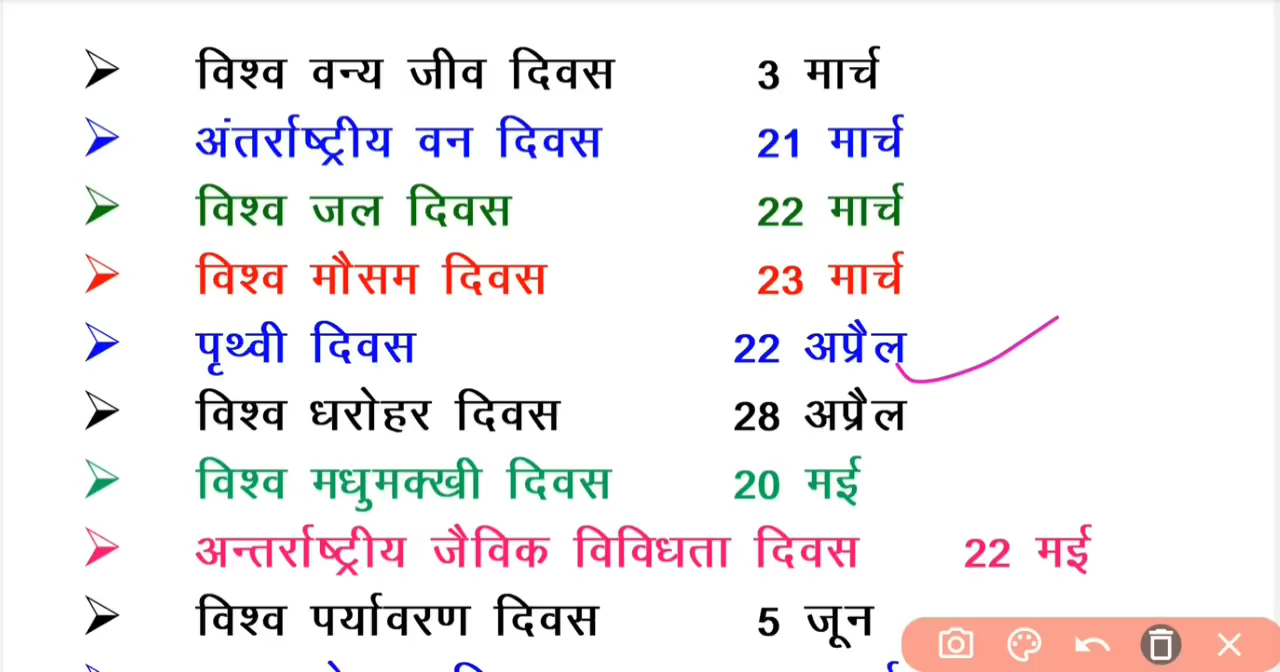 विश्व वन्य जीव दिवस 3 मार्च
अंतर्राष्ट्रीय वन दिवस 21 मार्च
विश्व जल दिवस 22 मार्च
विश्व मौसम दिवस 23 मार्च
पृथ्वी दिवस 22 अप्रैल
विश्व धरोहर दिवस 28 अप्रैल
विश्व मधुमक्खी दिवस 20 मई
अन्तर्राष्ट्रीय जैविक विविधता दिवस 22 मई
विश्व पर्यावरण दिवस 5 जून